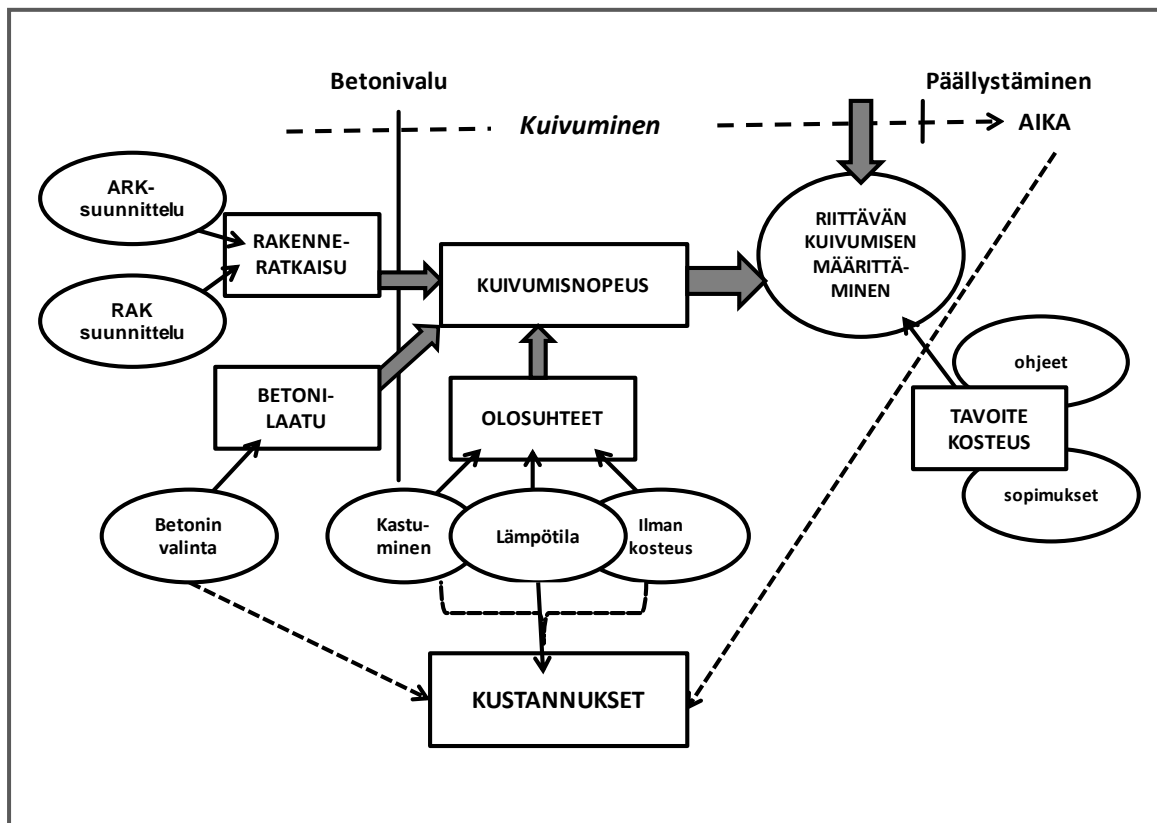 Betonivalu
Päällystäminen
Kuivuminen
AIKA
ARK-
suunnittelu
RAKENNE-
RATKAISU
RAK
suunnittelu
KUIVUMISNOPEUS
RIITTÄVÄN
KUIVUMISEN
MÄÄRITTÄ-
MINEN
BETONI-
LAATU
OLOSUHTEET
ohjeet
TAVOITE
KOSTEUS
sopimukset
Betonin
valinta
Kastu-
minen
Lämpötila
Ilman
kosteus
KUSTANNUKSET